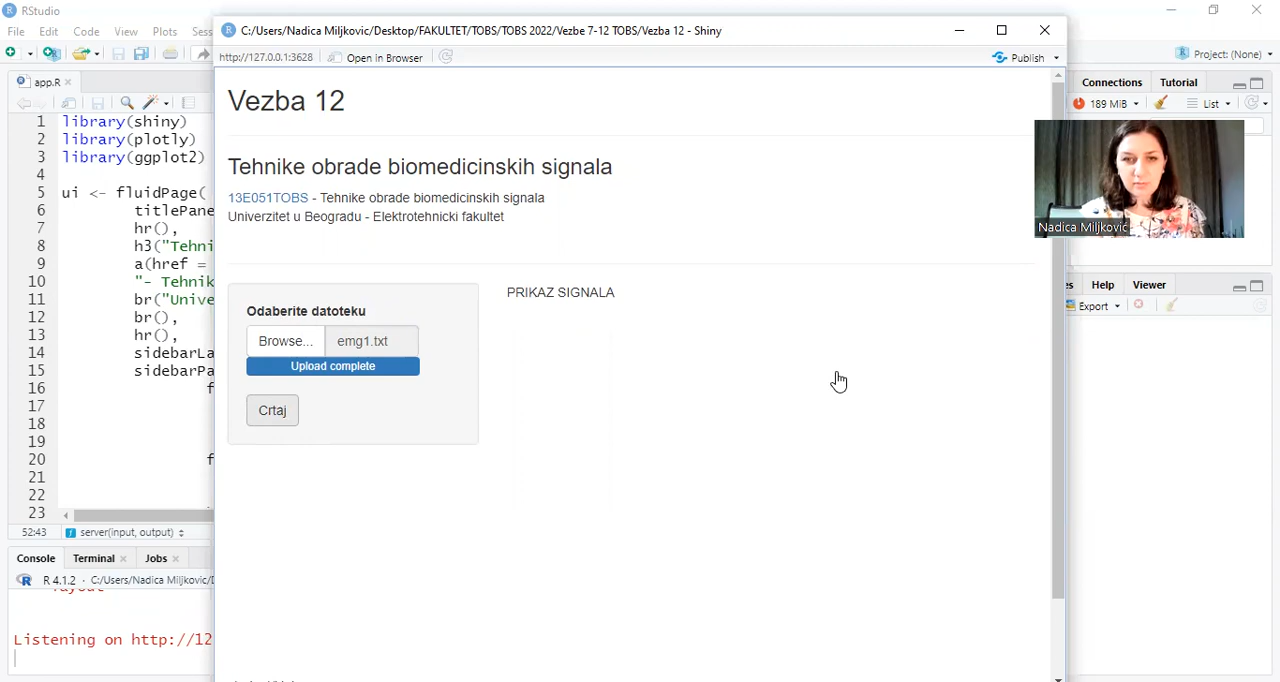 RStudio
File Edit Code View Plots Sess
C:/Users/Nadica Miljkovic/Desktop/FAKULTET/TOBS/TOBS 2022/Vezbe 7-12 TOBS/Vezba 12 - Shiny
http://127.0.0.1:3628 Open in Browser Publish
Project: (None)
app.R
Connections Tutorial
189 MiB List
Vezba 12
Tehnike obrade biomedicinskih signala
13E051TOBS - Tehnike obrade biomedicinskih signala
Univerzitet u Beogradu - Elektrotehnicki fakultet
Nadica Miljković
Odaberite datoteku
Browse... emg1.txt
Upload complete
Crtaj
PRIKAZ SIGNALA
es Help Viewer
Export
1 library(shiny)
2 library(plotly)
3 library(ggplot2)
4
5 ui <- fluidPage(
6 titlePane
7 hr(),
8 h3("Tehni
9 a(href =
10 "- Tehnik
11 br("Unive
12 br(),
13 hr(),
14 sidebarLa
15 sidebarPa
16 f
17
18
19
20 f
21
22
23
52:43 server(input, output)
Console Terminal Jobs
R 4.1.2 · C:/Users/Nadica Miljkovic/D
Listening on http://12